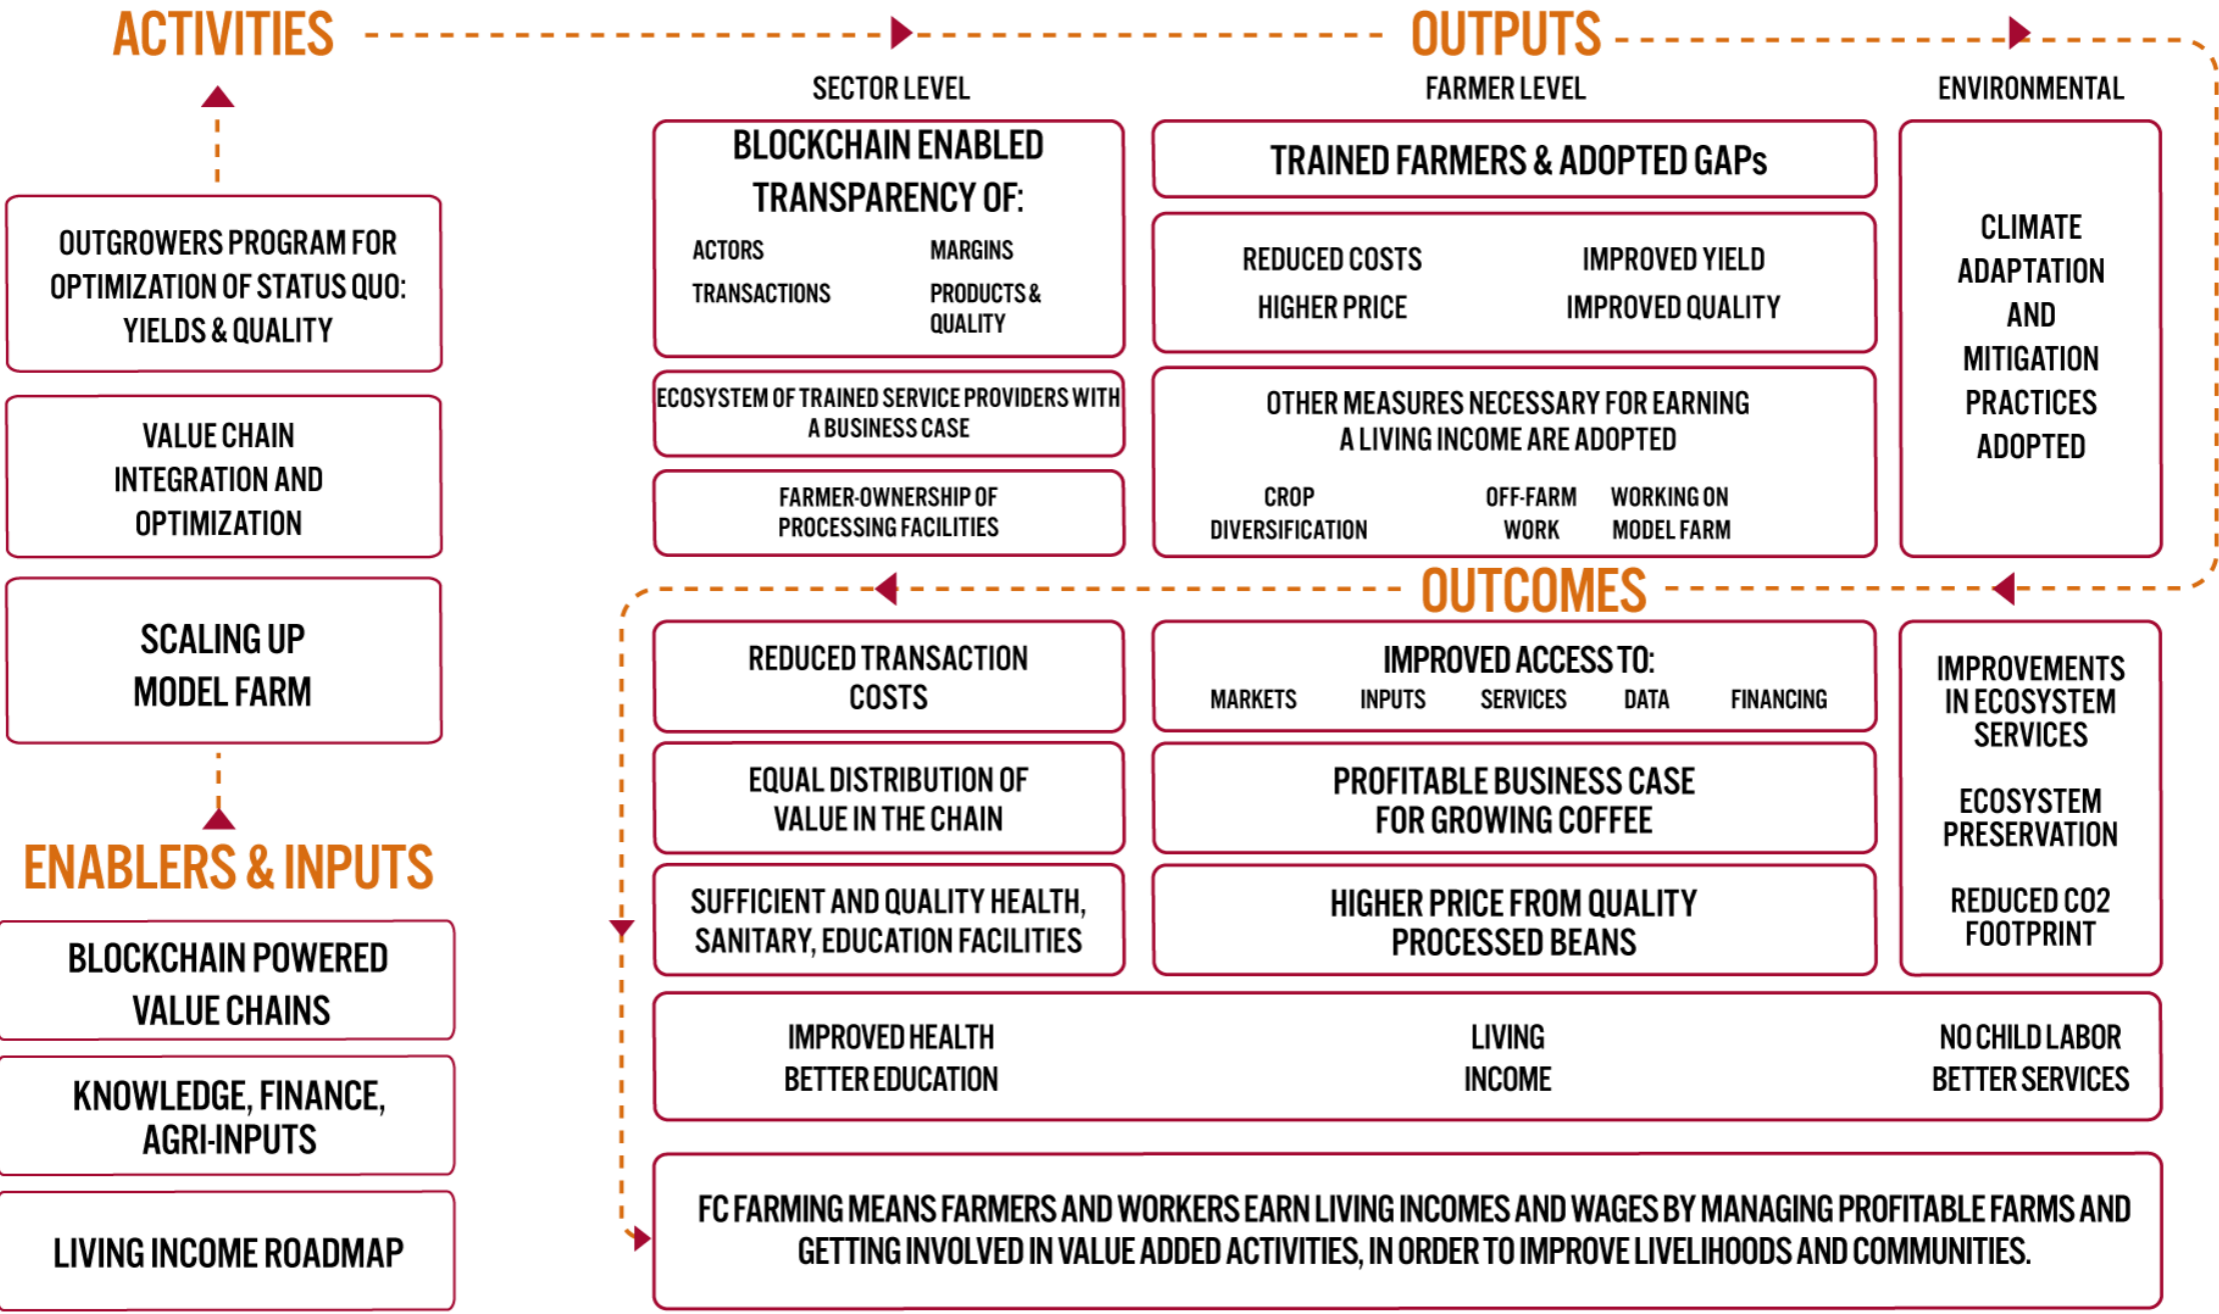 ACTIVITIES
OUTGROWERS PROGRAM FOR
OPTIMIZATION OF STATUS QUO:
YIELDS & QUALITY
VALUE CHAIN
INTEGRATION AND
OPTIMIZATION
SCALING UP
MODEL FARM
ENABLERS & INPUTS
BLOCKCHAIN POWERED
VALUE CHAINS
KNOWLEDGE, FINANCE,
AGRI-INPUTS
LIVING INCOME ROADMAP
OUTPUTS
SECTOR LEVEL
BLOCKCHAIN ENABLED
TRANSPARENCY OF:
ACTORS
MARGINS
TRANSACTIONS
PRODUCTS &
QUALITY
ECOSYSTEM OF TRAINED SERVICE PROVIDERS WITH
A BUSINESS CASE
FARMER-OWNERSHIP OF
PROCESSING FACILITIES
FARMER LEVEL
TRAINED FARMERS & ADOPTED GAPs
REDUCED COSTS
IMPROVED YIELD
HIGHER PRICE
IMPROVED QUALITY
OTHER MEASURES NECESSARY FOR EARNING
A LIVING INCOME ARE ADOPTED
CROP
DIVERSIFICATION
OFF-FARM
WORK
WORKING ON
MODEL FARM
ENVIRONMENTAL
CLIMATE
ADAPTATION
AND
MITIGATION
PRACTICES
ADOPTED
OUTCOMES
REDUCED TRANSACTION
COSTS
EQUAL DISTRIBUTION OF
VALUE IN THE CHAIN
SUFFICIENT AND QUALITY HEALTH,
SANITARY, EDUCATION FACILITIES
IMPROVED ACCESS TO:
MARKETS INPUTS SERVICES DATA FINANCING
PROFITABLE BUSINESS CASE
FOR GROWING COFFEE
HIGHER PRICE FROM QUALITY
PROCESSED BEANS
IMPROVEMENTS
IN ECOSYSTEM
SERVICES
ECOSYSTEM
PRESERVATION
REDUCED CO2
FOOTPRINT
IMPROVED HEALTH
BETTER EDUCATION
LIVING
INCOME
NO CHILD LABOR
BETTER SERVICES
FC FARMING MEANS FARMERS AND WORKERS EARN LIVING INCOMES AND WAGES BY MANAGING PROFITABLE FARMS AND
GETTING INVOLVED IN VALUE ADDED ACTIVITIES, IN ORDER TO IMPROVE LIVELIHOODS AND COMMUNITIES.